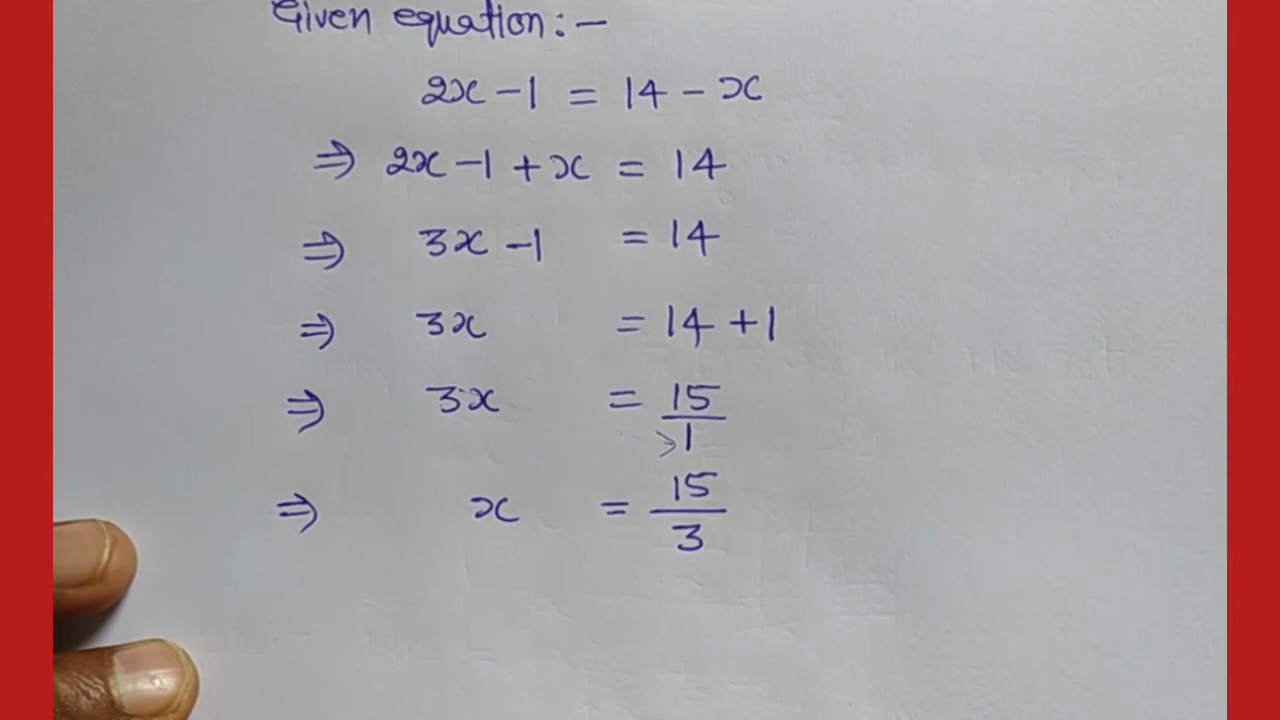 Given equation:-
2x - 1 = 14 - x
⇒ 2x - 1 + x = 14
⇒ 3x - 1 = 14
⇒ 3x = 14 + 1
⇒ 3x = 15/1
⇒ x = 15/3